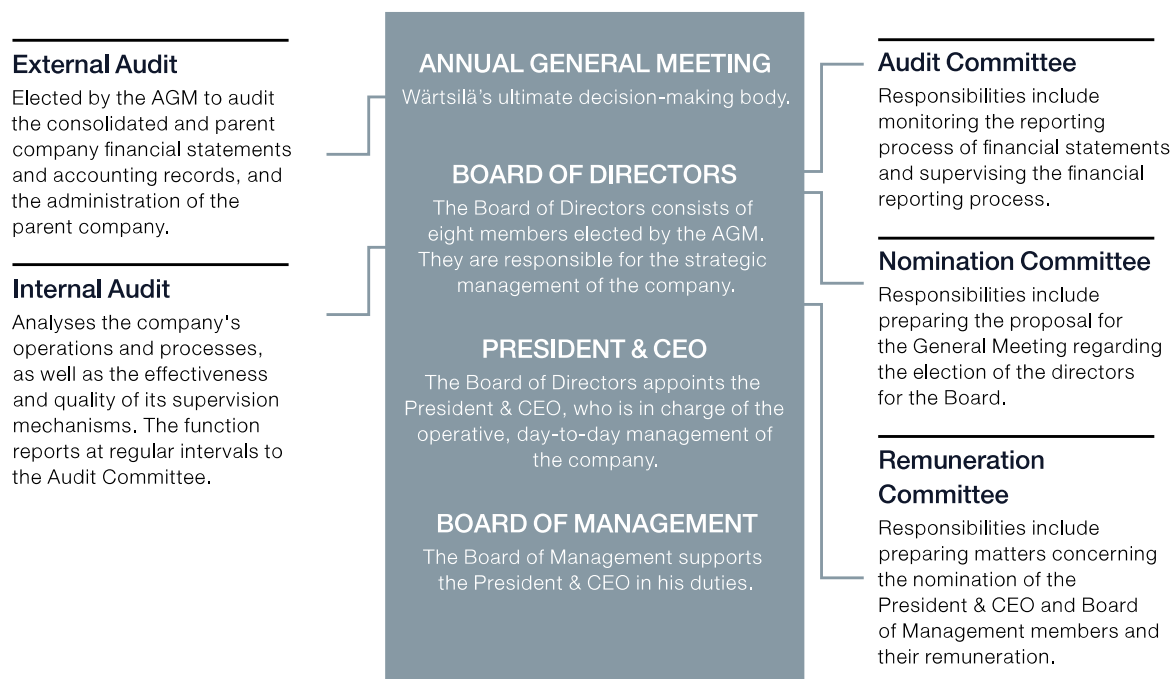 External Audit
Elected by the AGM to audit
the consolidated and parent
company financial statements
and accounting records, and
the administration of the
parent company.
Internal Audit
Analyses the company's
operations and processes,
as well as the effectiveness
and quality of its supervision
mechanisms. The function
reports at regular intervals to
the Audit Committee.
ANNUAL GENERAL MEETING
Wärtsilä’s ultimate decision-making body.
BOARD OF DIRECTORS
The Board of Directors consists of
eight members elected by the AGM.
They are responsible for the strategic
management of the company.
PRESIDENT & CEO
The Board of Directors appoints the
President & CEO, who is in charge of the
operative, day-to-day management of
the company.
BOARD OF MANAGEMENT
The Board of Management supports
the President & CEO in his duties.
Audit Committee
Responsibilities include
monitoring the reporting
process of financial statements
and supervising the financial
reporting process.
Nomination Committee
Responsibilities include
preparing the proposal for
the General Meeting regarding
the election of the directors
for the Board.
Remuneration
Committee
Responsibilities include
preparing matters concerning
the nomination of the
President & CEO and Board
of Management members and
their remuneration.